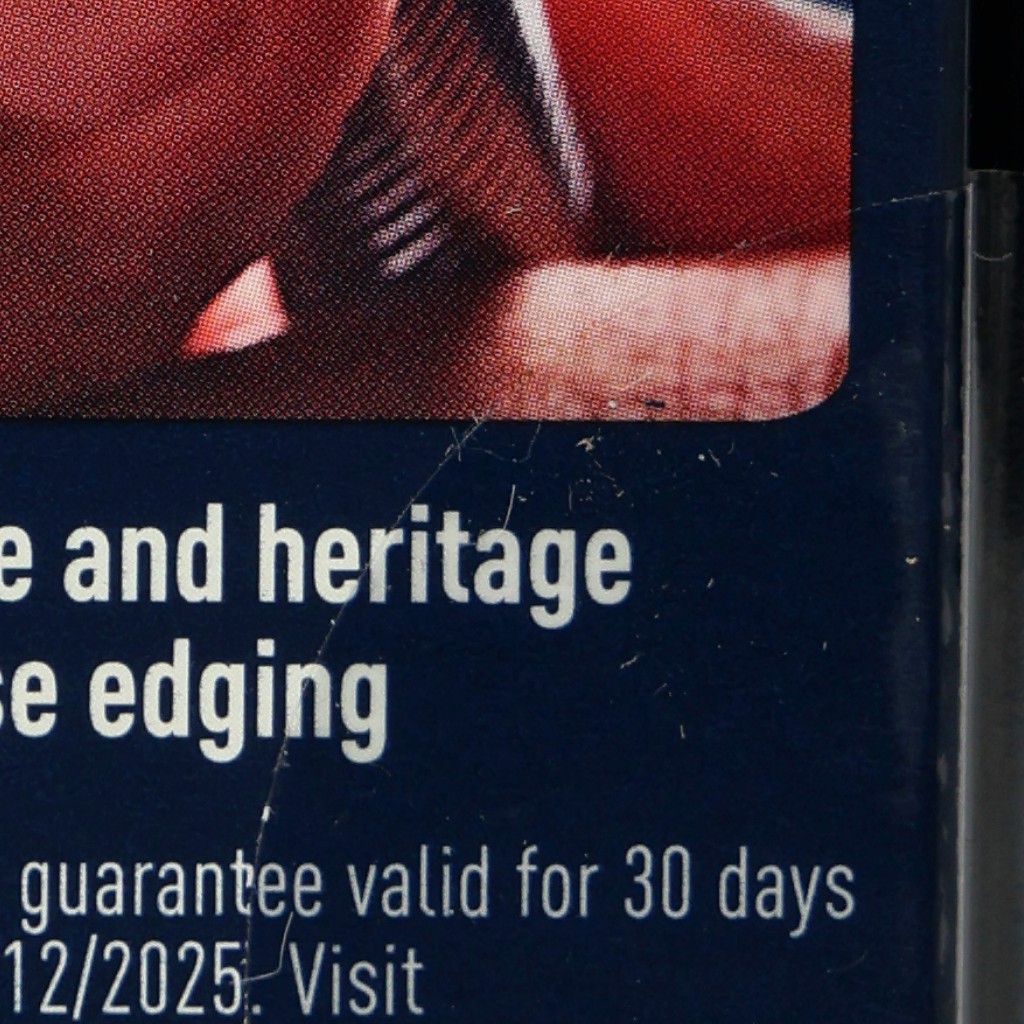 e and heritage
se edging
guarantee valid for 30 days
12/2025. Visit